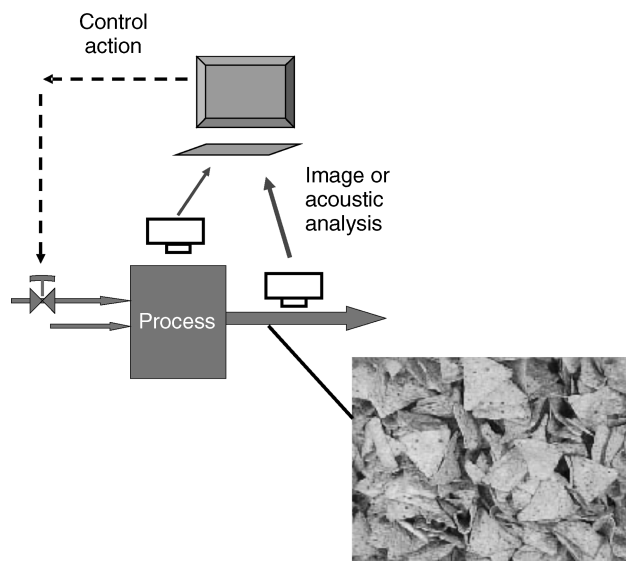 Control
action
Image or
acoustic
analysis
Process